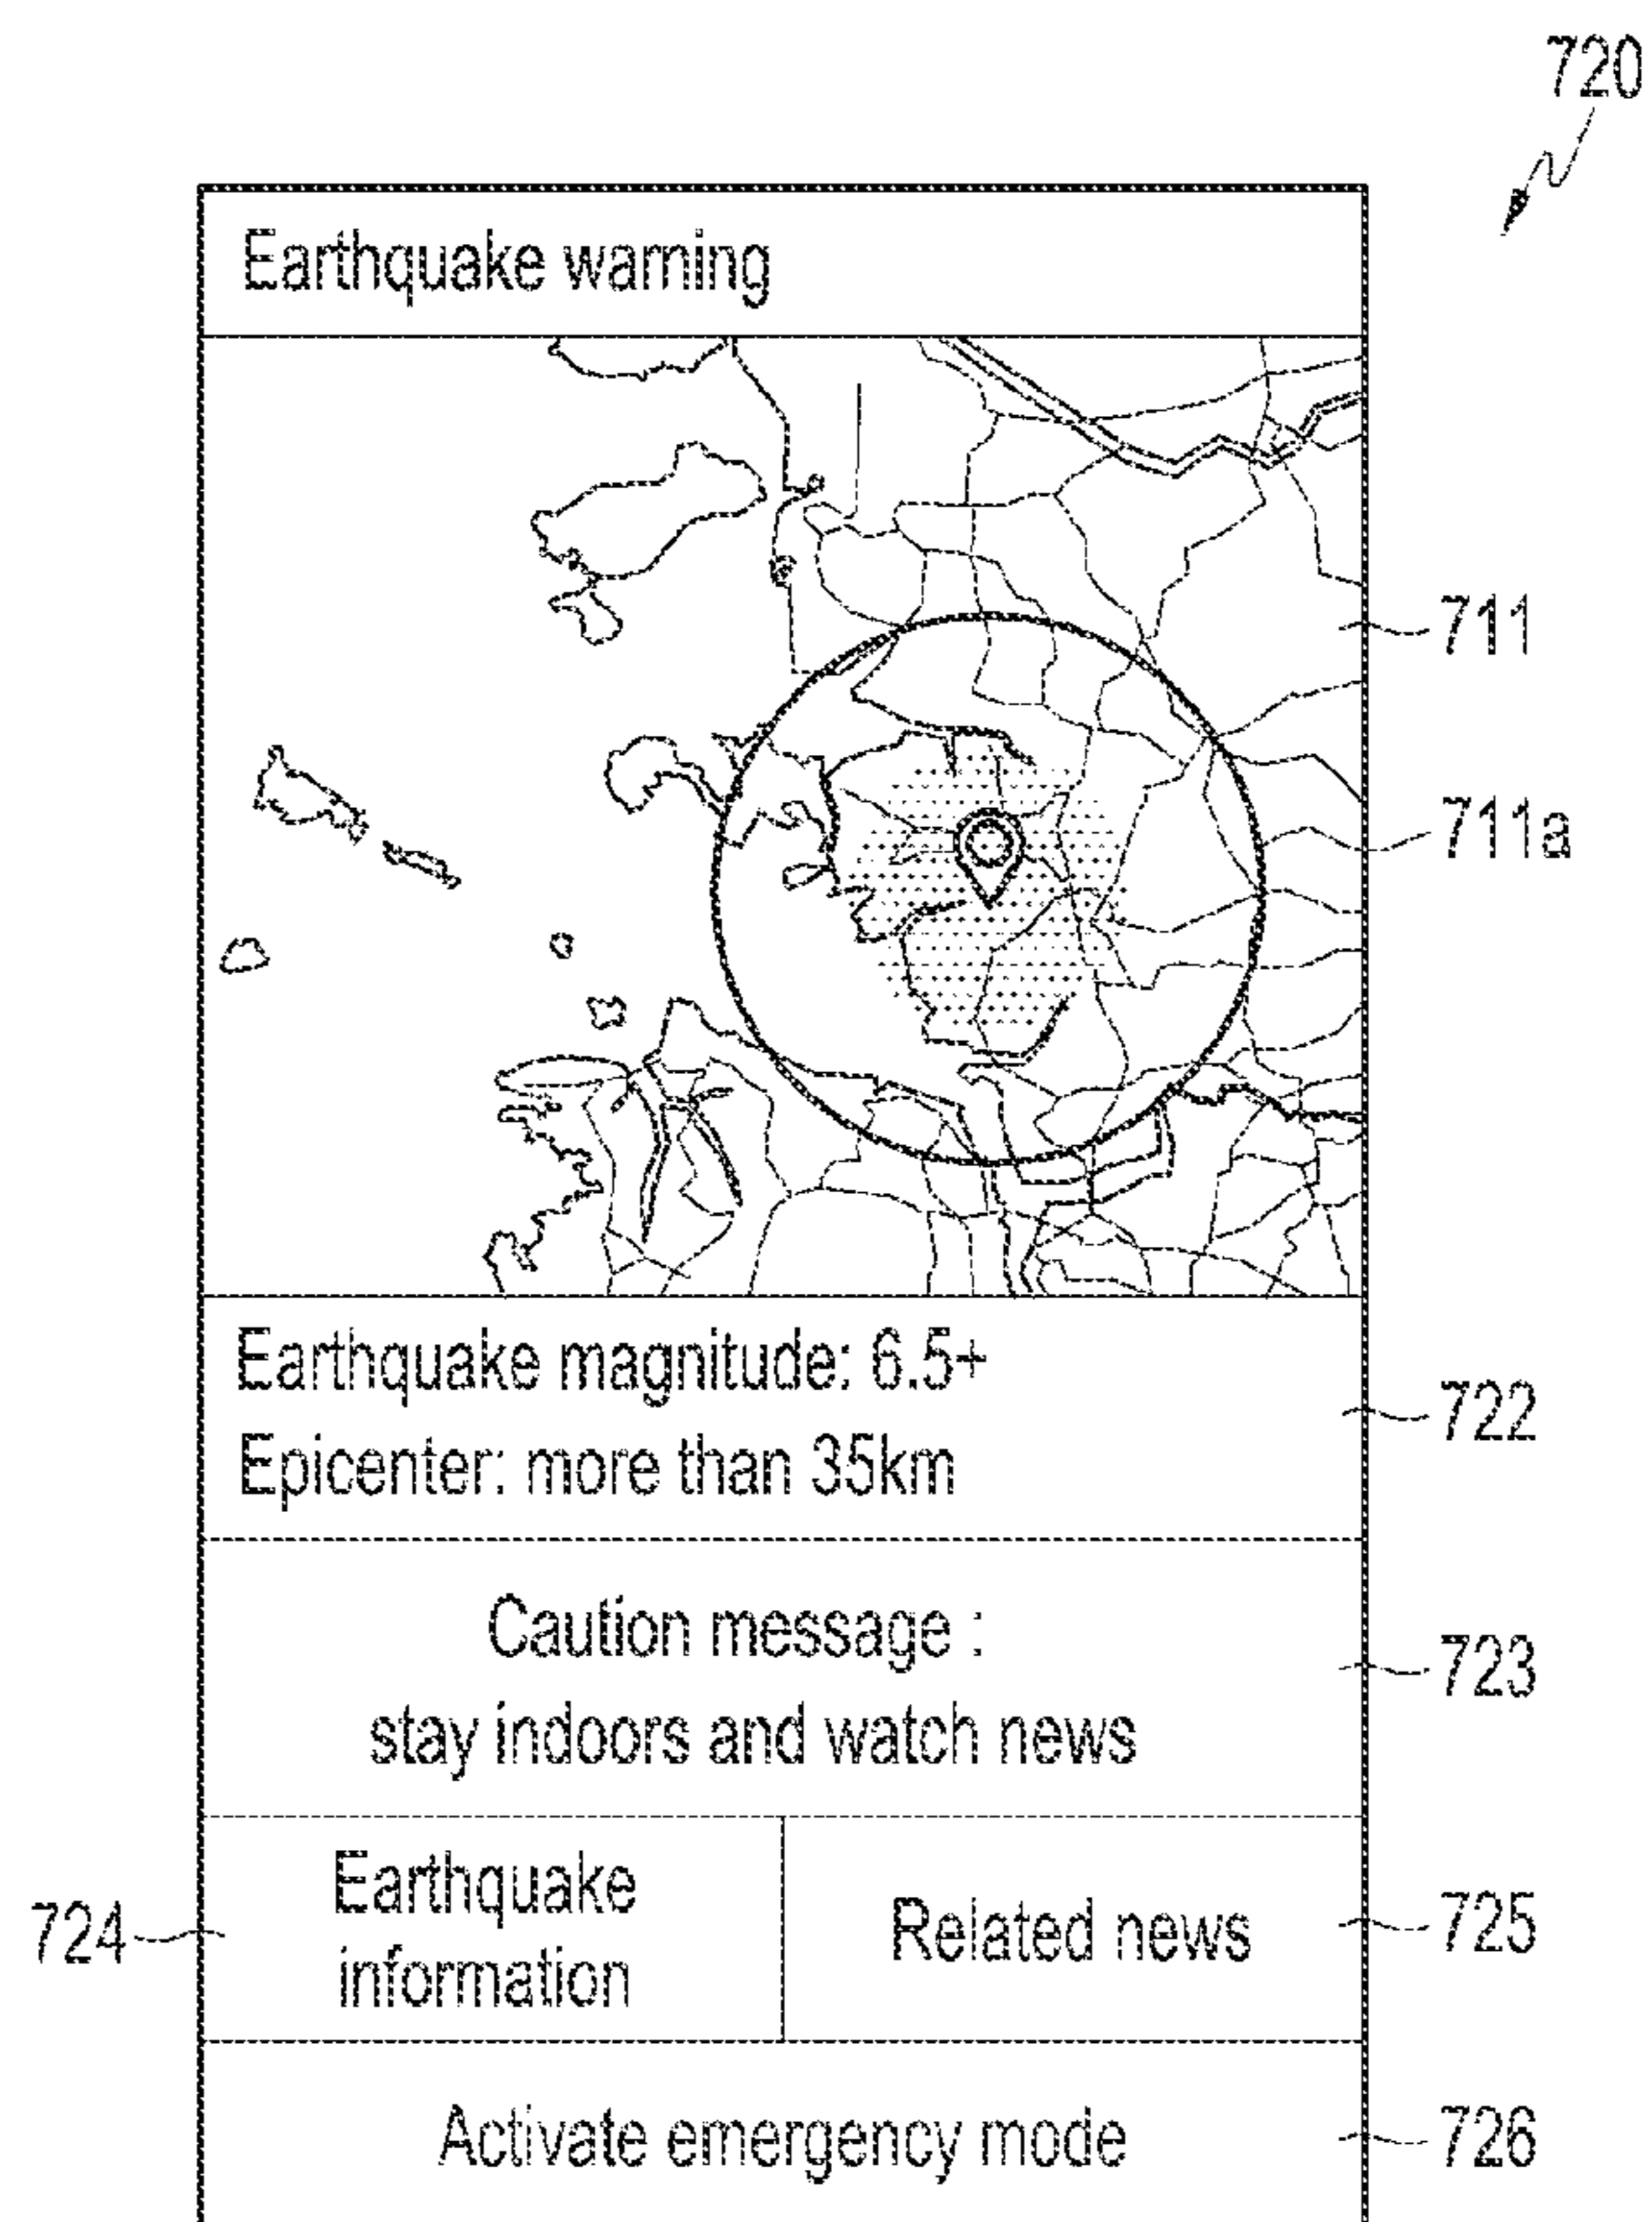 720
Earthquake warning
711
711a
Earthquake magnitude: 6.5+
Epicenter: more than 35km
722
Caution message :
stay indoors and watch news
723
724
Earthquake
information
Related news
725
Activate emergency mode
726